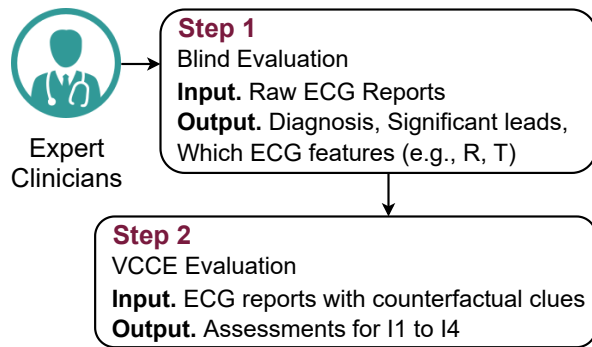 Expert
Clinicians
Step 1
Blind Evaluation
Input. Raw ECG Reports
Output. Diagnosis, Significant leads,
Which ECG features (e.g., R, T)
Step 2
VCCE Evaluation
Input. ECG reports with counterfactual clues
Output. Assessments for I1 to I4